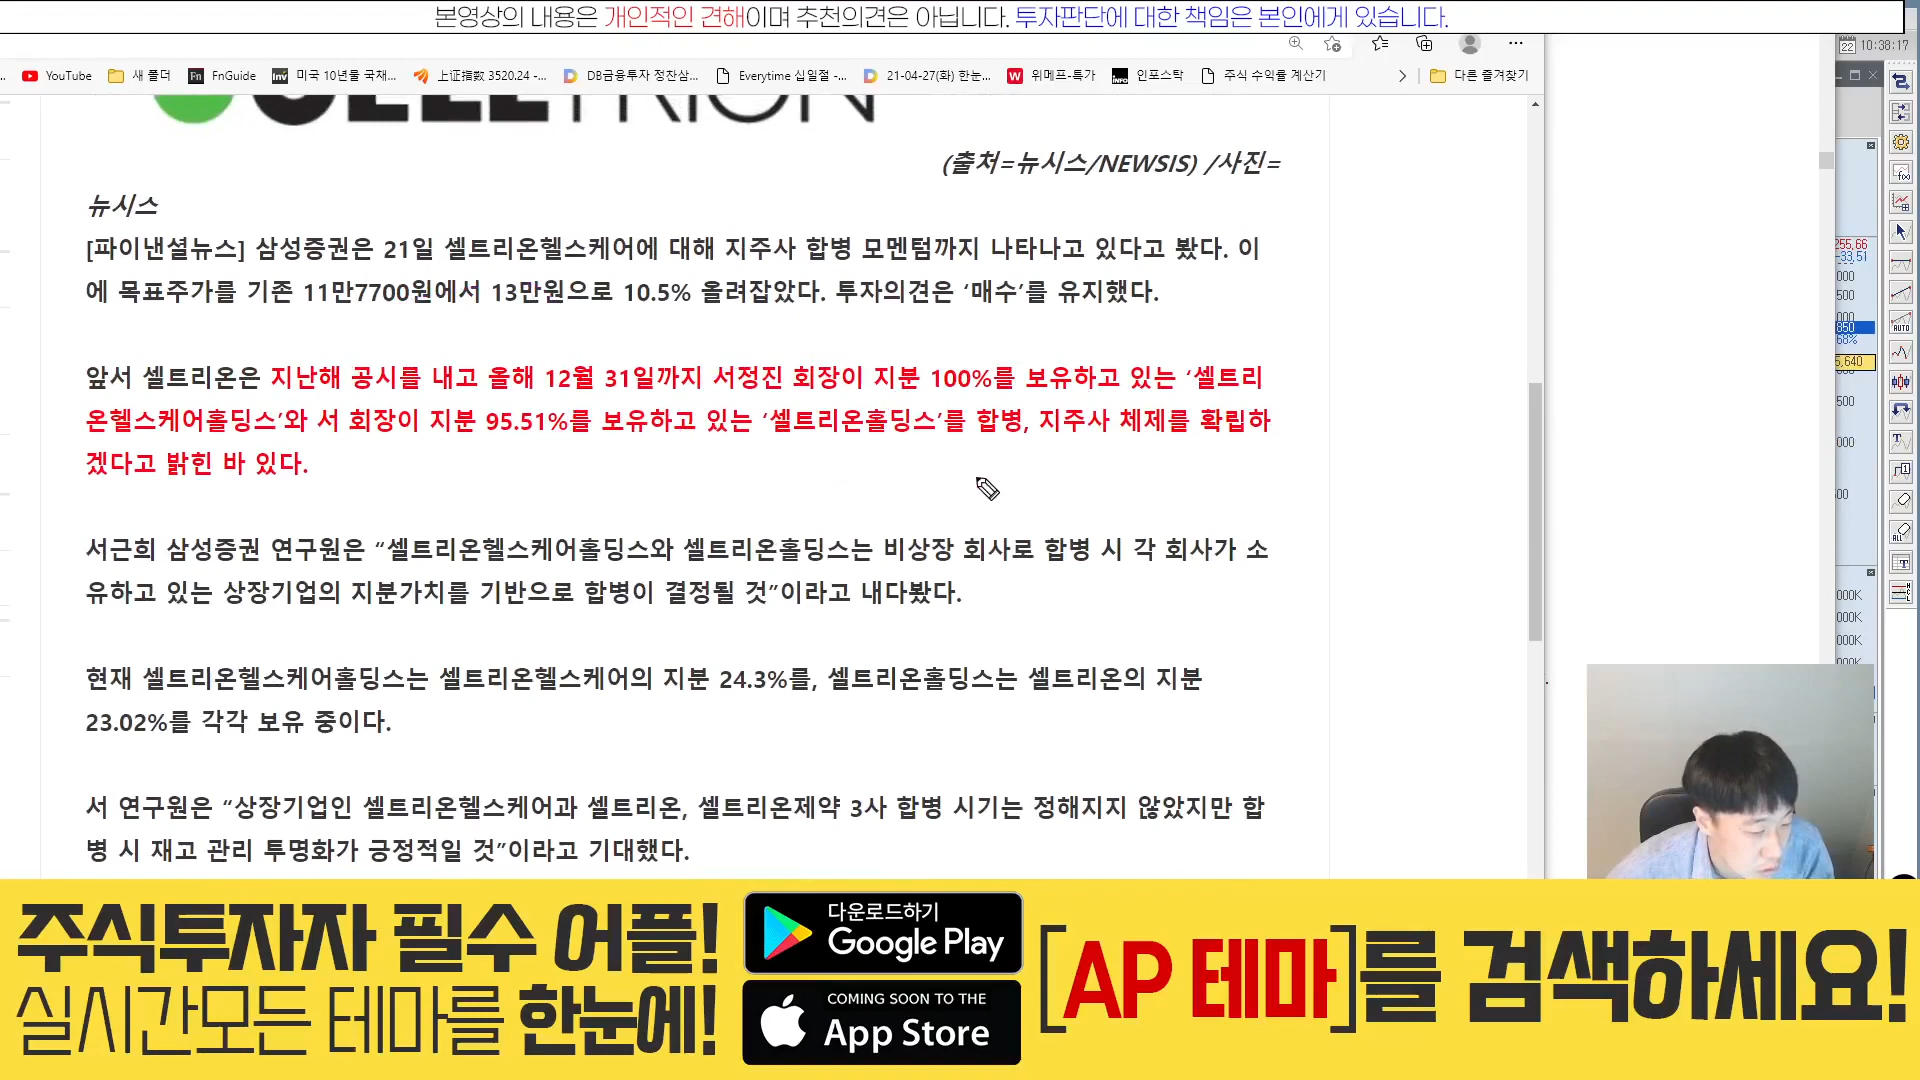 본영상의 내용은 개인적인 견해이며 추천의견은 아닙니다. 투자판단에 대한 책임은 본인에게 있습니다.
22 10:38:17
YouTube 새 폴더 FnGuide 미국 10년물 국채... 上证指数 3520.24 -... DB금융투자 정찬삼... Everytime 십일절 -... 21-04-27(화) 한눈... 위메프-특가 인포스탁 주식 수익률 계산기 다른 즐겨찾기
CELLTRION
(출처=뉴시스/NEWSIS) /사진=
뉴시스
[파이낸셜뉴스] 삼성증권은 21일 셀트리온헬스케어에 대해 지주사 합병 모멘텀까지 나타나고 있다고 봤다. 이
에 목표주가를 기존 11만7700원에서 13만원으로 10.5% 올려잡았다. 투자의견은 ‘매수’를 유지했다.
앞서 셀트리온은 지난해 공시를 내고 올해 12월 31일까지 서정진 회장이 지분 100%를 보유하고 있는 ‘셀트리
온헬스케어홀딩스’와 서 회장이 지분 95.51%를 보유하고 있는 ‘셀트리온홀딩스’를 합병, 지주사 체제를 확립하
겠다고 밝힌 바 있다.
서근희 삼성증권 연구원은 “셀트리온헬스케어홀딩스와 셀트리온홀딩스는 비상장 회사로 합병 시 각 회사가 소
유하고 있는 상장기업의 지분가치를 기반으로 합병이 결정될 것”이라고 내다봤다.
현재 셀트리온헬스케어홀딩스는 셀트리온헬스케어의 지분 24.3%를, 셀트리온홀딩스는 셀트리온의 지분
23.02%를 각각 보유 중이다.
서 연구원은 “상장기업인 셀트리온헬스케어과 셀트리온, 셀트리온제약 3사 합병 시기는 정해지지 않았지만 합
병 시 재고 관리 투명화가 긍정적일 것”이라고 기대했다.
255,66
-33,51
000
500
000
850
68%
5,640
500
000
500
000K
000K
000K
000K
주식투자자 필수 어플!
실시간모든 테마를 한눈에!
다운로드하기
Google Play
COMING SOON TO THE
App Store
[AP 테마]를 검색하세요!